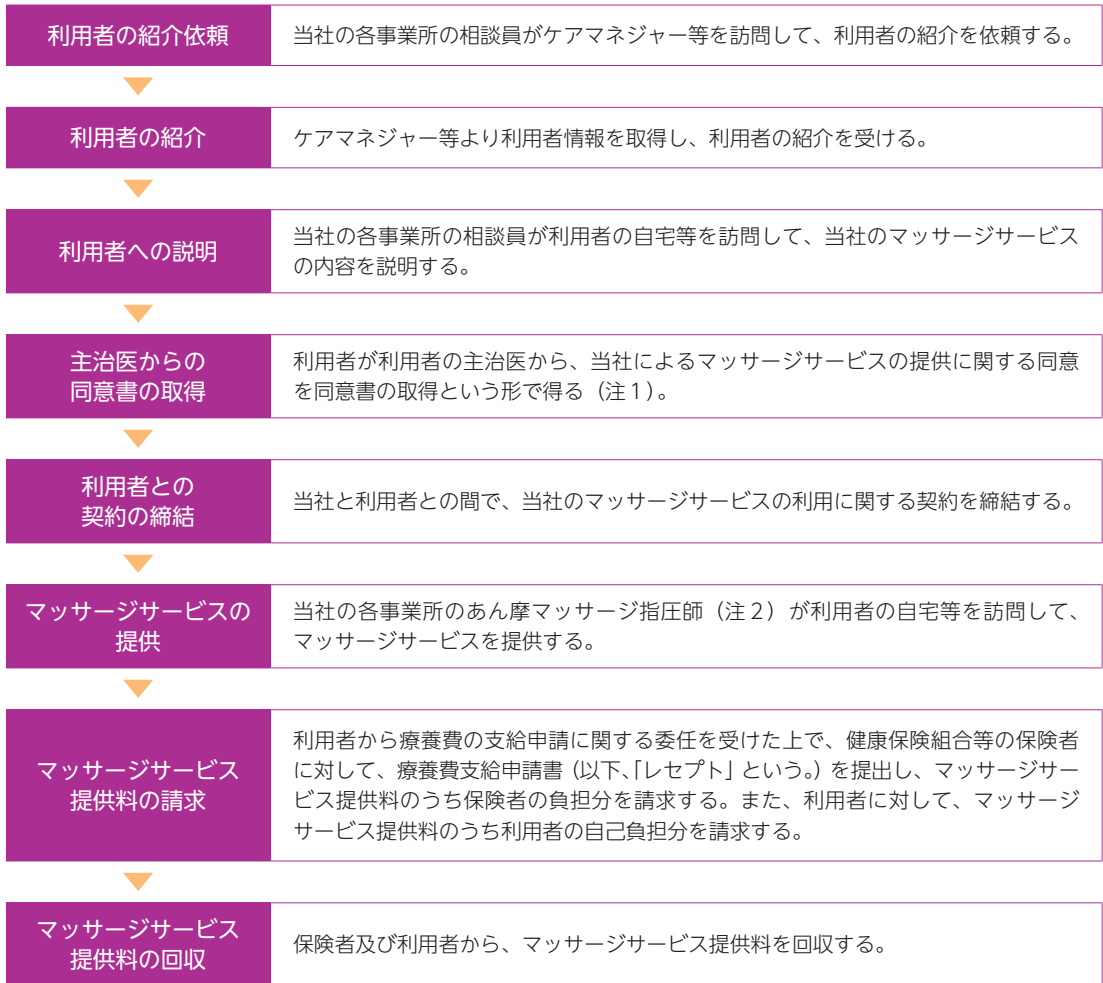 利用者の紹介依頼
当社の各事業所の相談員がケアマネジャー等を訪問して、利用者の紹介を依頼する。
利用者の紹介
ケアマネジャー等より利用者情報を取得し、利用者の紹介を受ける。
利用者への説明
当社の各事業所の相談員が利用者の自宅等を訪問して、当社のマッサージサービス
の内容を説明する。
主治医からの
同意書の取得
利用者が利用者の主治医から、当社によるマッサージサービスの提供に関する同意
を同意書の取得という形で得る（注１）。
利用者との
契約の締結
当社と利用者との間で、当社のマッサージサービスの利用に関する契約を締結する。
マッサージサービスの
提供
当社の各事業所のあん摩マッサージ指圧師（注２）が利用者の自宅等を訪問して、
マッサージサービスを提供する。
マッサージサービス
提供料の請求
利用者から療養費の支給申請に関する委任を受けた上で、健康保険組合等の保険者
に対して、療養費支給申請書（以下、「レセプト」という。）を提出し、マッサージサー
ビス提供料のうち保険者の負担分を請求する。また、利用者に対して、マッサージ
サービス提供料のうち利用者の自己負担分を請求する。
マッサージサービス
提供料の回収
保険者及び利用者から、マッサージサービス提供料を回収する。